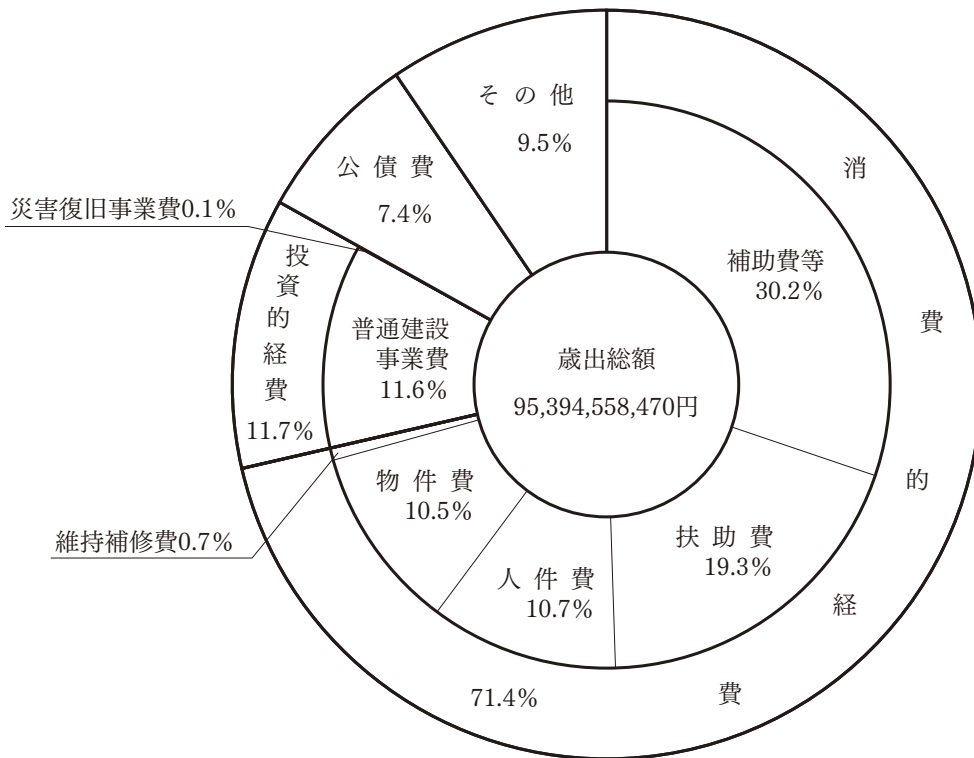 その他
9.5%
公債費
7.4%
災害復旧事業費0.1%
投資的経費
11.7%
普通建設
事業費
11.6%
歳出総額
95,394,558,470円
補助費等
30.2%
消費的経費
71.4%
扶助費
19.3%
人件費
10.7%
物件費
10.5%
維持補修費0.7%